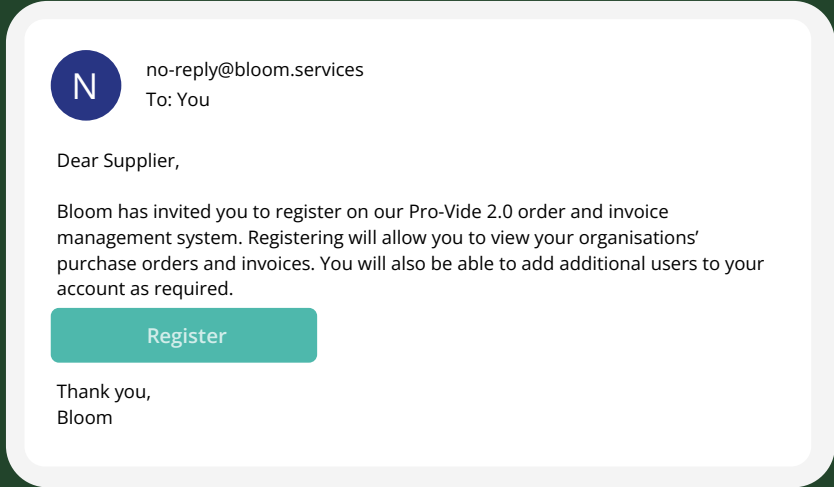 N
no-reply@bloom.services
To: You
Dear Supplier,
Bloom has invited you to register on our Pro-Vide 2.0 order and invoice
management system. Registering will allow you to view your organisations’
purchase orders and invoices. You will also be able to add additional users to your
account as required.
Register
Thank you,
Bloom